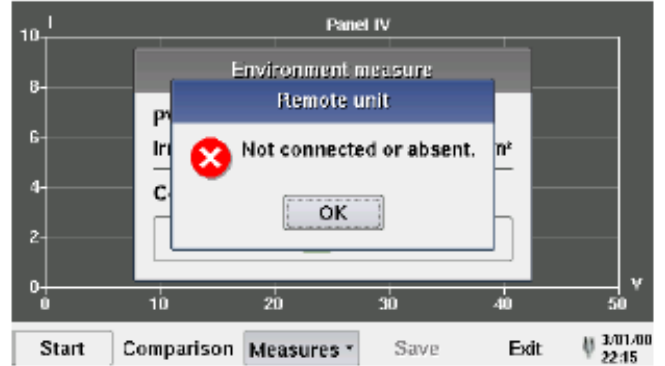 I
Panel IV
10
Environment measure
8
Remote unit
Not connected or absent.
6
m²
4
OK
2
0
V
0 10 20 30 40 50
Start Comparison Measures Save Exit 3/01/00
22:15